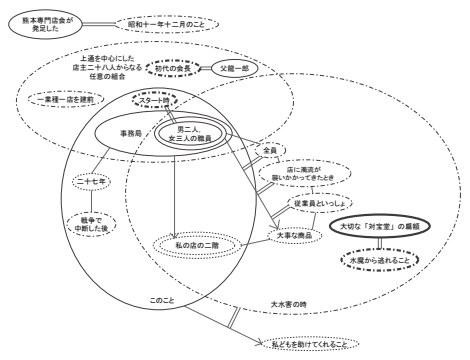 熊本専門店会が
発足した
昭和十一年十二月のこと
上通を中心にした
店主二十八人からなる
任意の組合
初代の会長
父龍一郎
一業種一店を建前
スタート時
男二人，
女三人の職員
事務局
全員
店に濁流が
襲いかかってきたとき
二十七年
従業員といっしょ
戦争で
中断した後
大切な「対宝堂」の扁額
私の店の二階
大事な商品
水魔から逃れること
このこと
大水害の時
私どもを助けてくれること